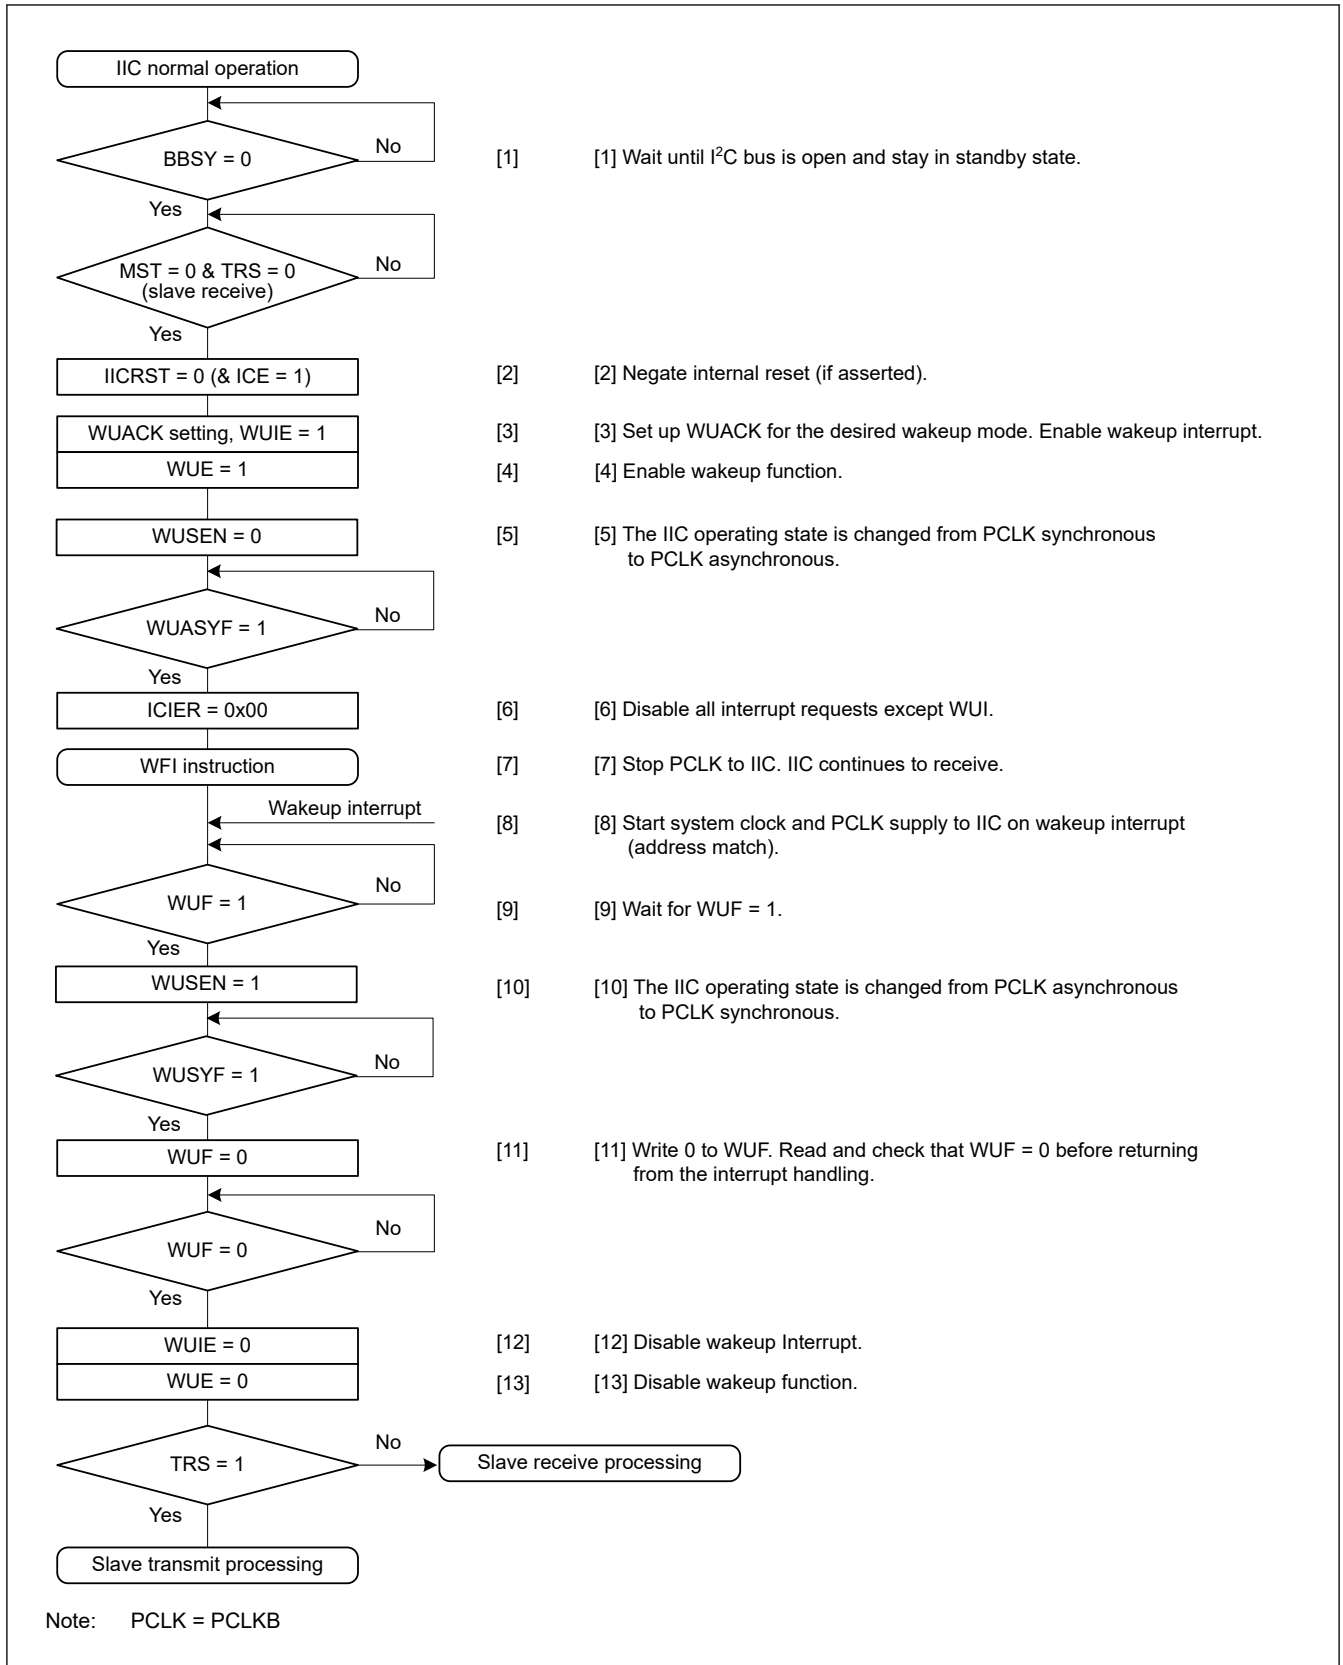 IIC normal operation
BBSY = 0
No
[1] [1] Wait until I²C bus is open and stay in standby state.
Yes
MST = 0 & TRS = 0
(slave receive)
No
Yes
IICRST = 0 (& ICE = 1)
[2] [2] Negate internal reset (if asserted).
WUACK setting, WUIE = 1
[3] [3] Set up WUACK for the desired wakeup mode. Enable wakeup interrupt.
WUE = 1
[4] [4] Enable wakeup function.
WUSEN = 0
[5] [5] The IIC operating state is changed from PCLK synchronous
to PCLK asynchronous.
WUASYF = 1
No
Yes
ICIER = 0x00
[6] [6] Disable all interrupt requests except WUI.
WFI instruction
[7] [7] Stop PCLK to IIC. IIC continues to receive.
Wakeup interrupt
[8] [8] Start system clock and PCLK supply to IIC on wakeup interrupt
(address match).
WUF = 1
No
[9] [9] Wait for WUF = 1.
Yes
WUSEN = 1
[10] [10] The IIC operating state is changed from PCLK asynchronous
to PCLK synchronous.
WUSYF = 1
No
Yes
WUF = 0
[11] [11] Write 0 to WUF. Read and check that WUF = 0 before returning
from the interrupt handling.
WUF = 0
No
Yes
WUIE = 0
[12] [12] Disable wakeup Interrupt.
WUE = 0
[13] [13] Disable wakeup function.
TRS = 1
No
Slave receive processing
Yes
Slave transmit processing
Note: PCLK = PCLKB